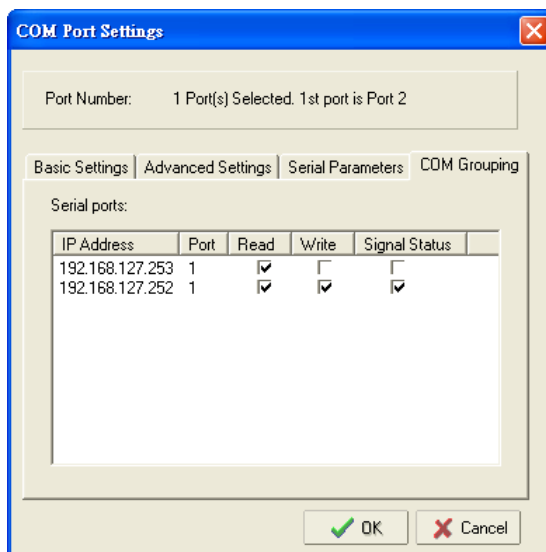 COM Port Settings
Port Number: 1 Port(s) Selected. 1st port is Port 2
Basic Settings Advanced Settings Serial Parameters COM Grouping
Serial ports:
IP Address Port Read Write Signal Status
192.168.127.253 1
192.168.127.252 1
OK Cancel